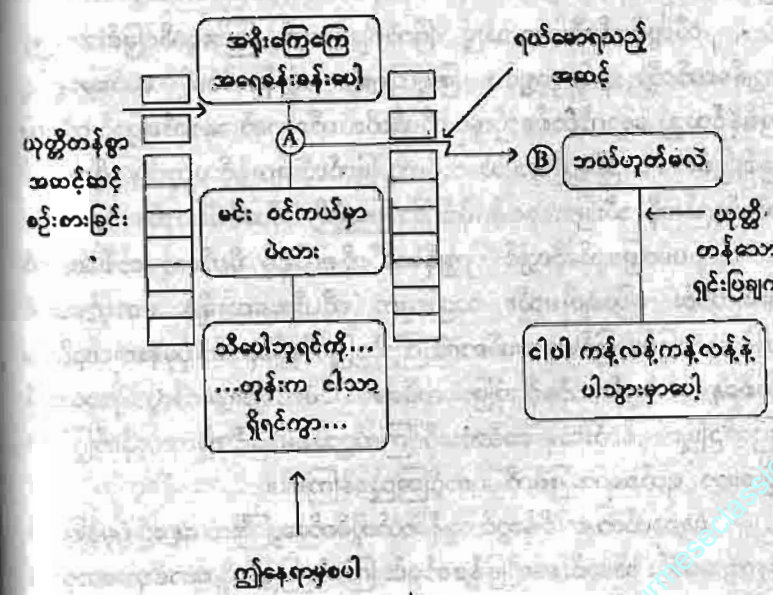 အရိုးကြေကြေ
အရေခန်းခန်းပေါ့
ရယ်မောရသည့်
အဆင့်
ယုတ္တိတန်စွာ
အဆင့်ဆင့်
စဉ်းစားခြင်း
A
B
ဘယ်ဟုတ်မလဲ
မင်း ဝင်ကယ်မှာ
ပဲလား
ယုတ္တိ
တန်သော
ရှင်းပြချက်
သီပေါဘုရင်ကို...
...တုန်းက ငါသာ
ရှိရင်ကွာ...
ငါပါ ကန့်လန့်ကန့်လန့်နဲ့
ပါသွားမှာပေါ့
ဤနေရာမှစပါ